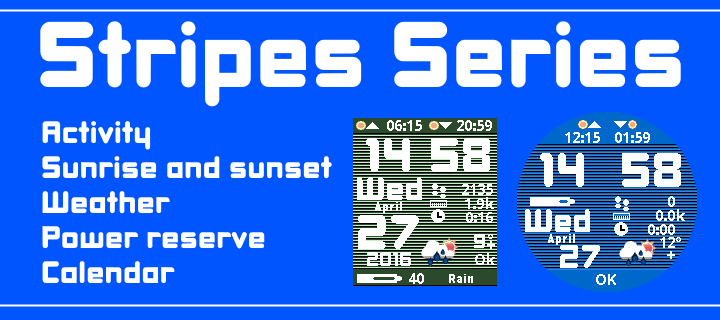 Stripes Series
Activity
Sunrise and sunset
Weather
Power reserve
Calendar
06:15 20:59
14 58
Wed
April
27
2016
2135
1.9k
0:16
9°
Ok
40 Rain
12:15 01:59
14 58
Wed
April
27
0
0.0k
0:00
12°
+
OK